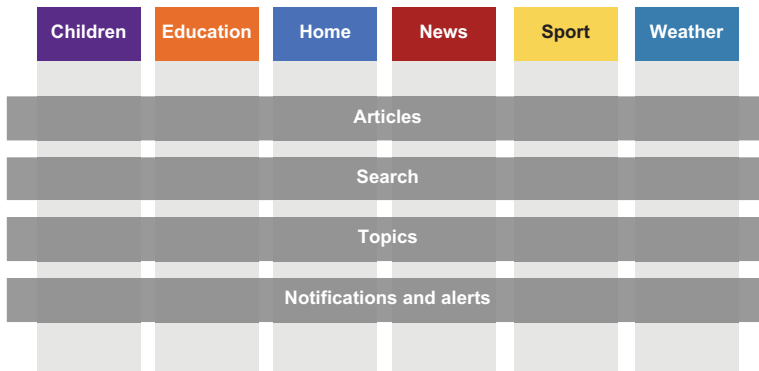 Children
Education
Home
News
Sport
Weather
Articles
Search
Topics
Notifications and alerts